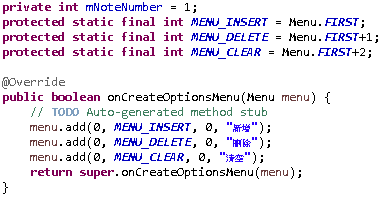 private int mNoteNumber = 1;
protected static final int MENU_INSERT = Menu.FIRST;
protected static final int MENU_DELETE = Menu.FIRST+1;
protected static final int MENU_CLEAR = Menu.FIRST+2;

@Override
public boolean onCreateOptionsMenu(Menu menu) {
    // TODO Auto-generated method stub
    menu.add(0, MENU_INSERT, 0, "新增");
    menu.add(0, MENU_DELETE, 0, "刪除");
    menu.add(0, MENU_CLEAR, 0, "清空");
    return super.onCreateOptionsMenu(menu);
}